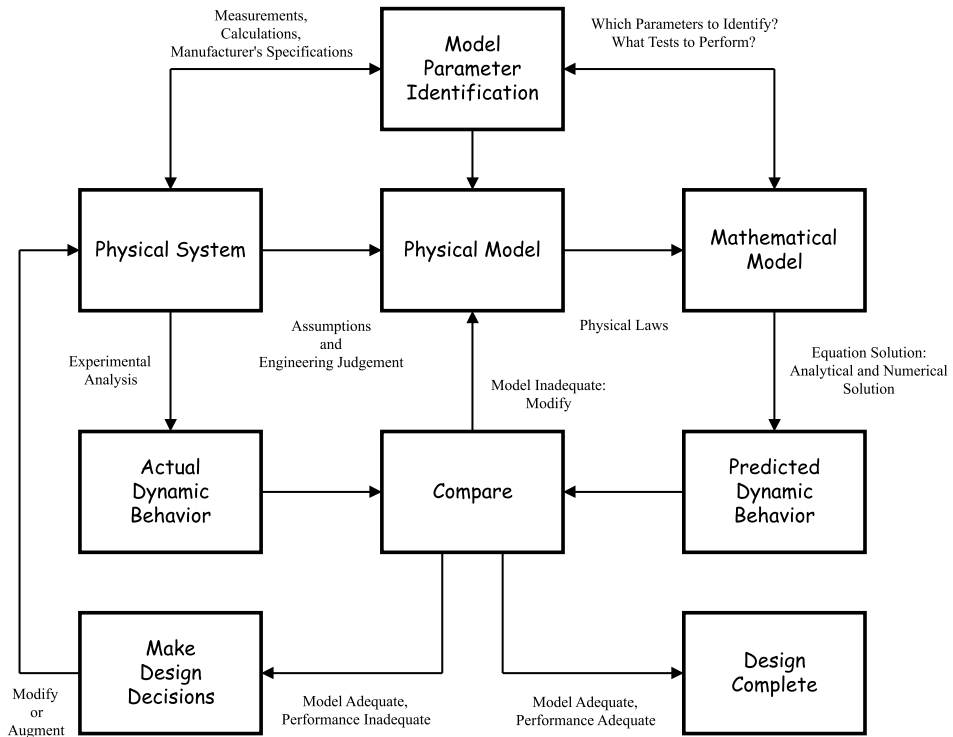 Measurements,
Calculations,
Manufacturer's Specifications
Model
Parameter
Identification
Which Parameters to Identify?
What Tests to Perform?
Physical System
Physical Model
Mathematical
Model
Experimental
Analysis
Assumptions
and
Engineering Judgement
Physical Laws
Model Inadequate:
Modify
Equation Solution:
Analytical and Numerical
Solution
Actual
Dynamic
Behavior
Compare
Predicted
Dynamic
Behavior
Make
Design
Decisions
Design
Complete
Modify
or
Augment
Model Adequate,
Performance Inadequate
Model Adequate,
Performance Adequate